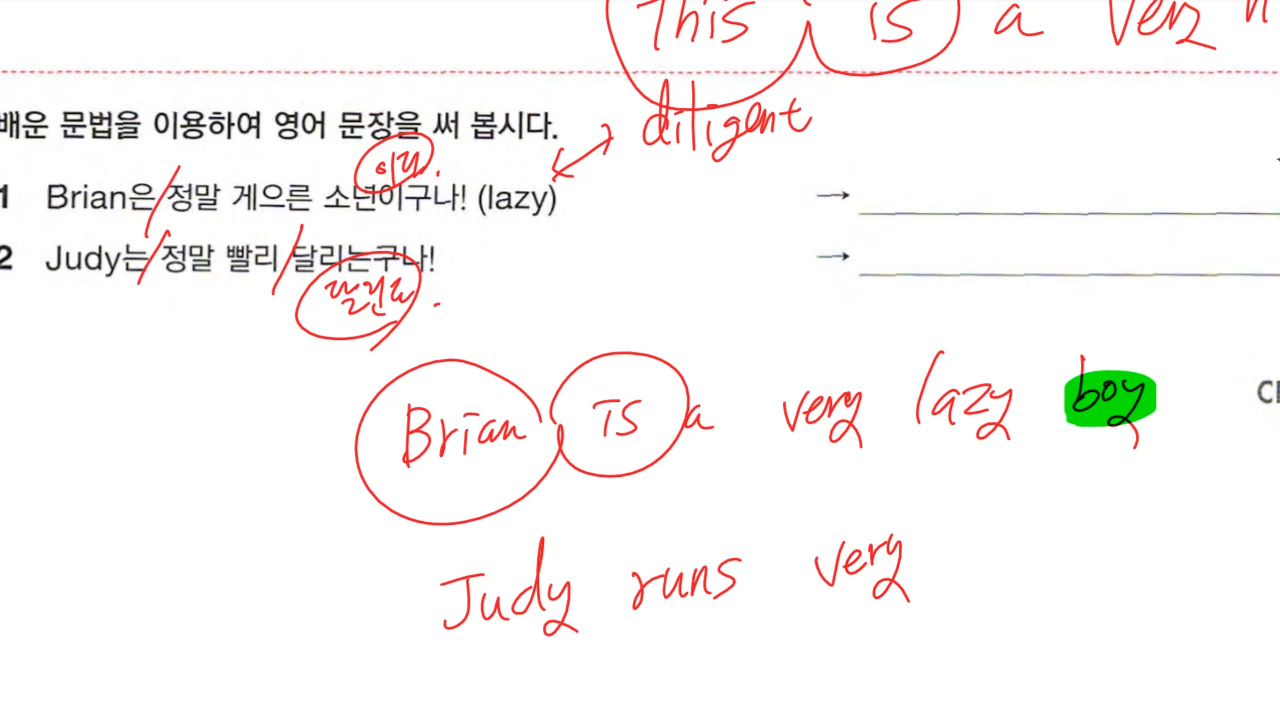 This is a very
diligent
배운 문법을 이용하여 영어 문장을 써 봅시다.
이다.
1 Brian은 정말 게으른 소년이구나! (lazy) →
2 Judy는 정말 빨리 달리는구나! →
달린다.
Brian is a very lazy boy
Judy runs very